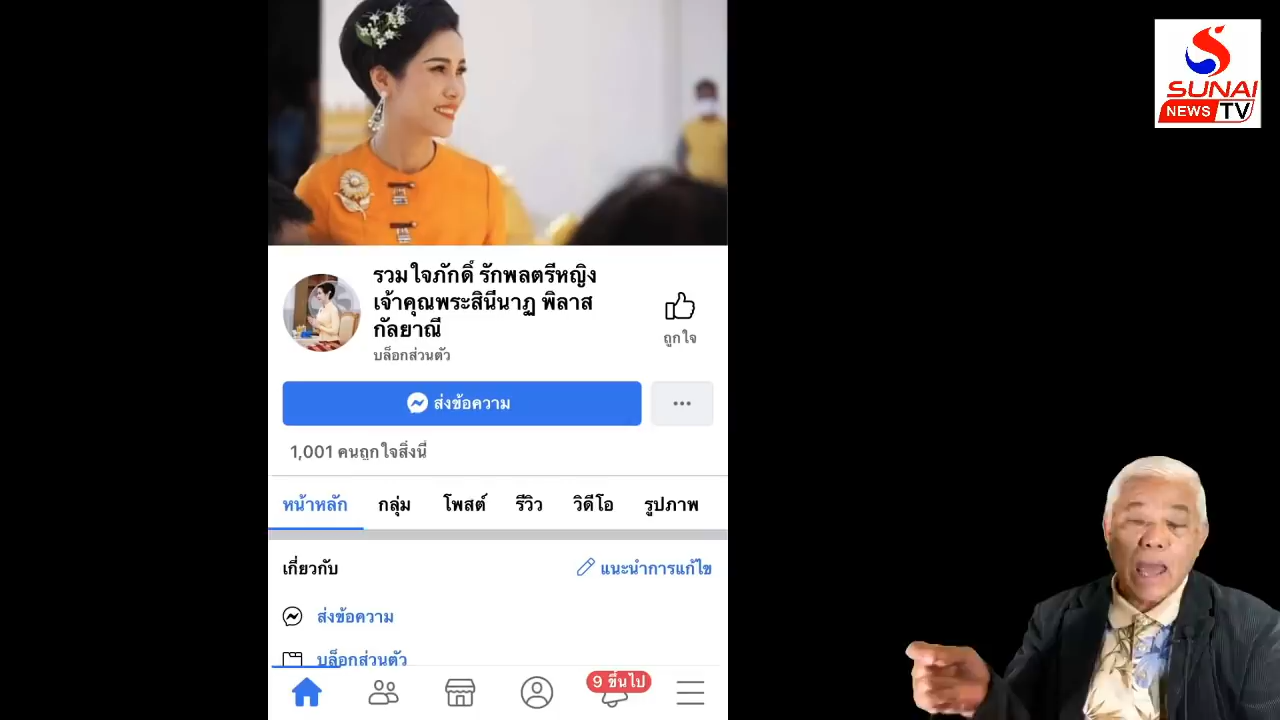 SUNAI
NEWS TV
รวมใจภักดิ์ รักพลตรีหญิง
เจ้าคุณพระสินีนาฏ พิลาส
กัลยาณี
บล็อกส่วนตัว
ถูกใจ
ส่งข้อความ
1,001 คนถูกใจสิ่งนี้
หน้าหลัก กลุ่ม โพสต์ รีวิว วิดีโอ รูปภาพ
เกี่ยวกับ แนะนำการแก้ไข
ส่งข้อความ
บล็อกส่วนตัว
9 ขึ้นไป